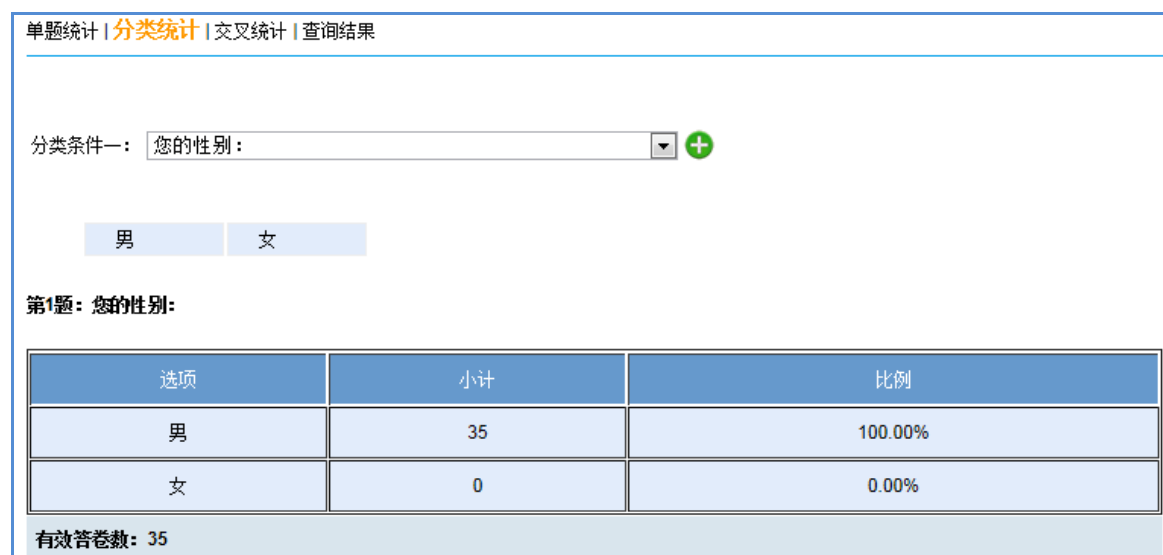 单题统计 | 分类统计 | 交叉统计 | 查询结果
分类条件一： 您的性别：
男 女
第1题：您的性别：
选项 小计 比例
男 35 100.00%
女 0 0.00%
有效答卷数：35